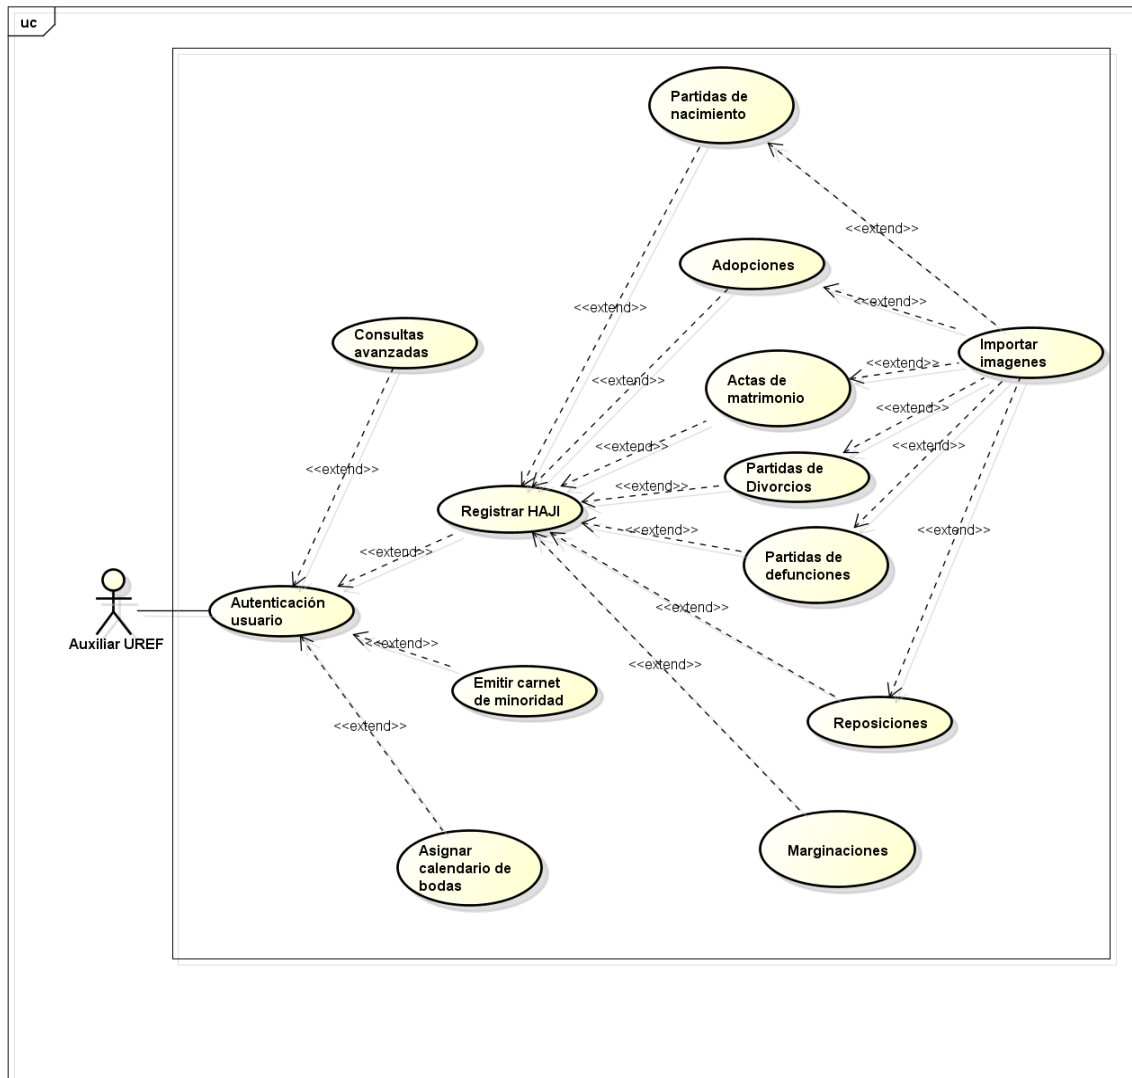 uc
Partidas de
nacimiento
<<extend>>
Adopciones
<<extend>>
<<extend>>
Consultas
avanzadas
Importar
imagenes
<<extend>>
Actas de
matrimonio
<<extend>>
<<extend>>
<<extend>>
<<extend>>
<<extend>>
Partidas de
Divorcios
<<extend>>
<<extend>>
Registrar HAJI
<<extend>>
<<extend>>
<<extend>>
Partidas de
defunciones
Autenticación
usuario
<<extend>>
Auxiliar UREF
<<extend>>
<<extend>>
Emitir carnet
de minoridad
Reposiciones
<<extend>>
Asignar
calendario de
bodas
Marginaciones